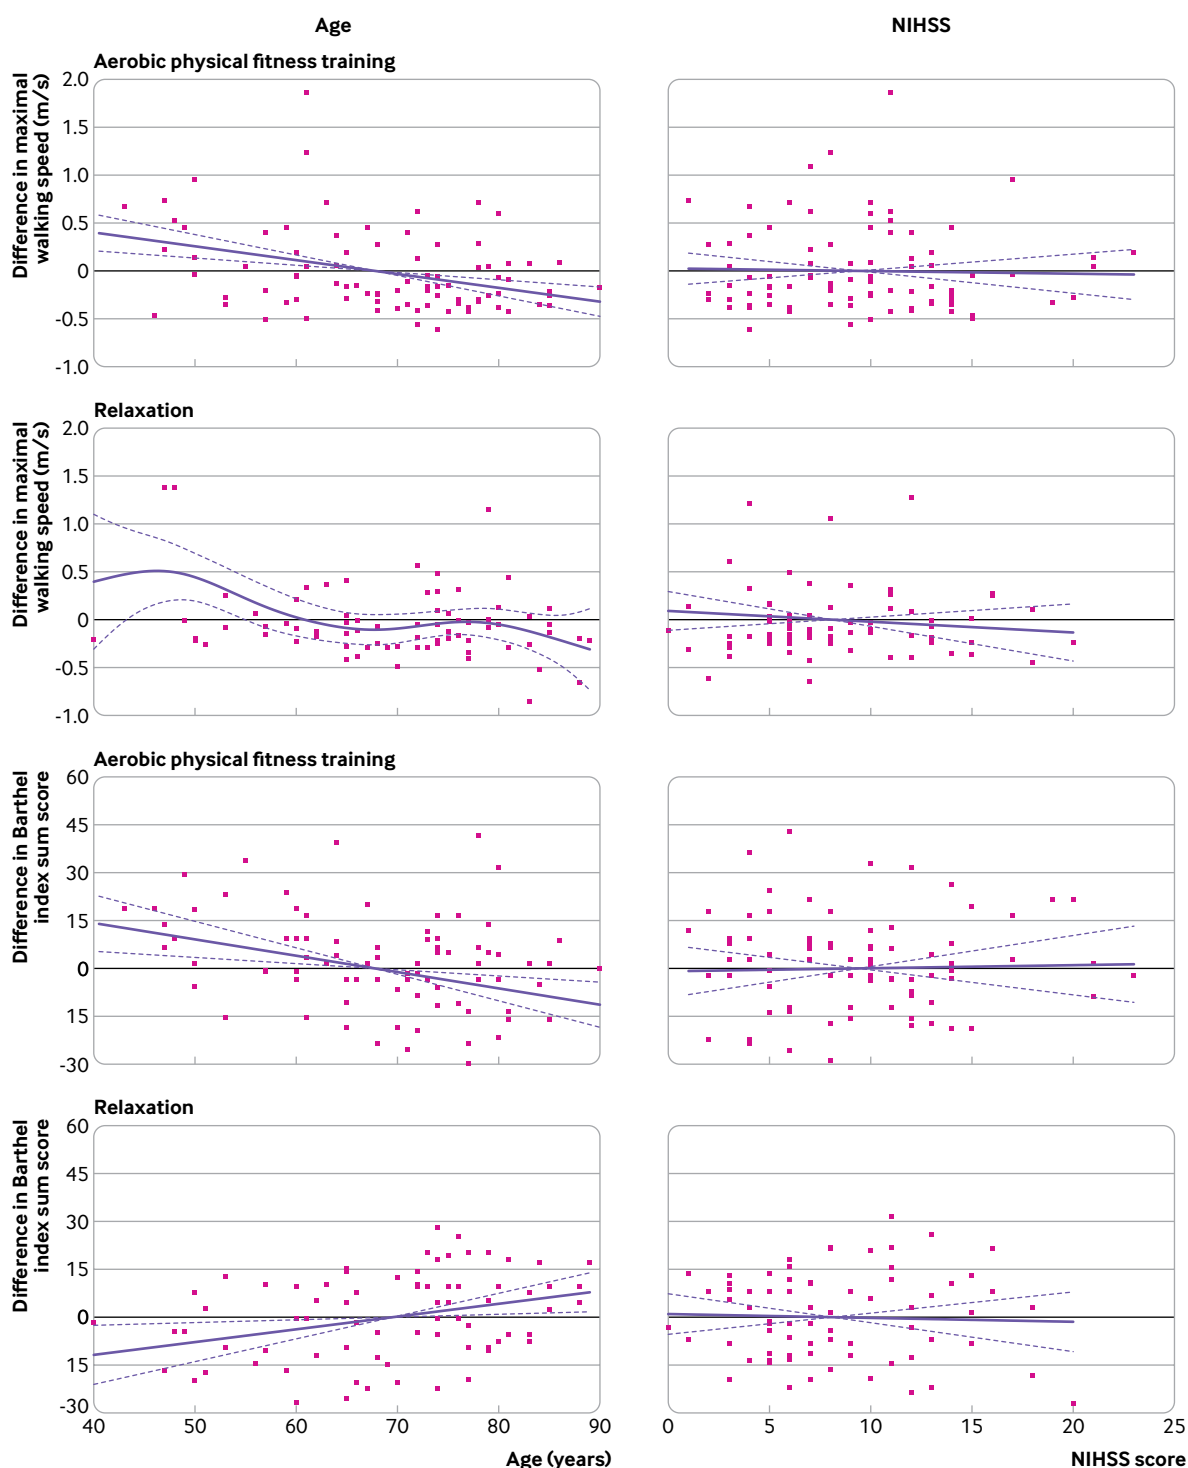 Age
NIHSS
Aerobic physical fitness training
Difference in maximal
walking speed (m/s)
2.0
1.5
1.0
0.5
0
-0.5
-1.0
Relaxation
Difference in maximal
walking speed (m/s)
2.0
1.5
1.0
0.5
0
-0.5
-1.0
Aerobic physical fitness training
Difference in Barthel
index sum score
60
45
30
15
0
15
-30
Relaxation
Difference in Barthel
index sum score
60
45
30
15
0
15
-30
40 50 60 70 80 90
0 5 10 15 20 25
Age (years)
NIHSS score